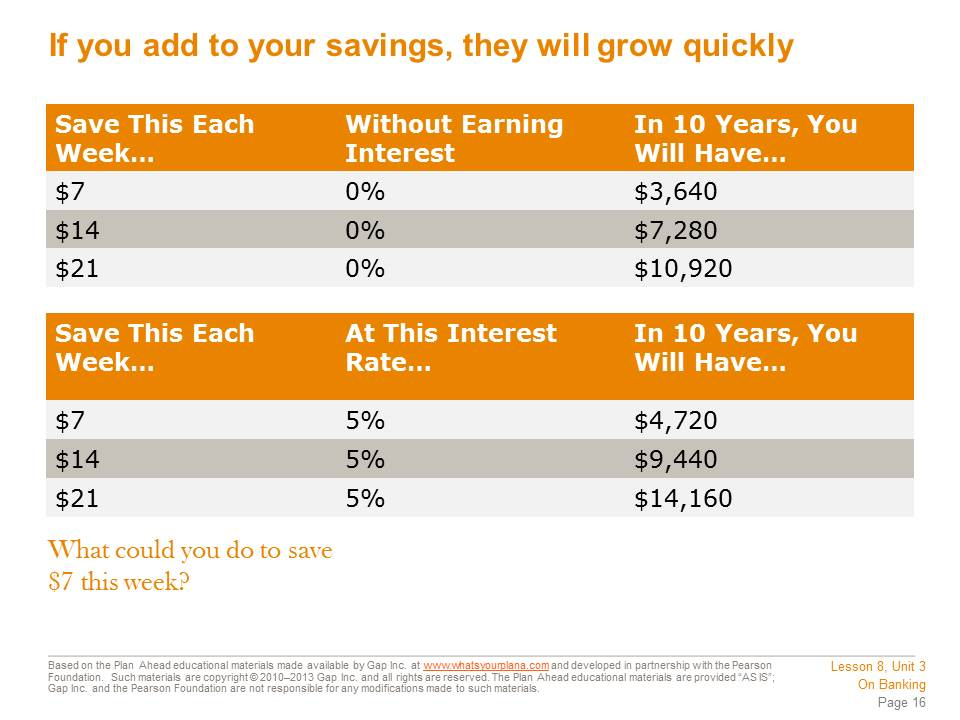 If you add to your savings, they will grow quickly
Save This Each Week… Without Earning Interest In 10 Years, You Will Have…
$7 0% $3,640
$14 0% $7,280
$21 0% $10,920
Save This Each Week… At This Interest Rate… In 10 Years, You Will Have…
$7 5% $4,720
$14 5% $9,440
$21 5% $14,160
What could you do to save
$7 this week?
Based on the Plan Ahead educational materials made available by Gap Inc. at www.whatsyourplana.com and developed in partnership with the Pearson
Foundation. Such materials are copyright © 2010–2013 Gap Inc. and all rights are reserved. The Plan Ahead educational materials are provided “AS IS”;
Gap Inc. and the Pearson Foundation are not responsible for any modifications made to such materials.
Lesson 8, Unit 3
On Banking
Page 16